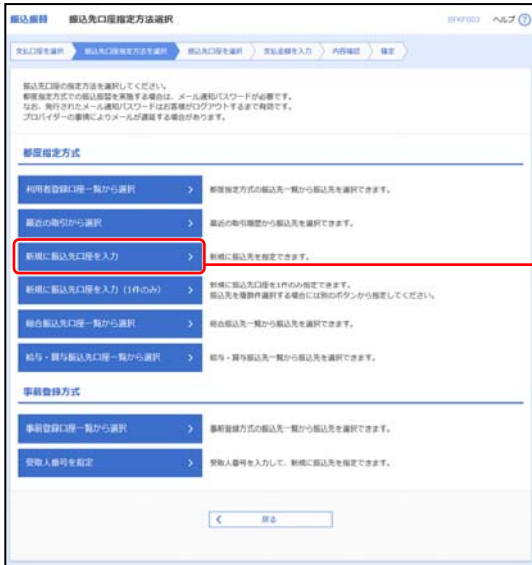 振込振替 振込先口座指定方法選択 BFKF003 ヘルプ ?
支払口座を選択 振込先口座指定方法を選択 振込先口座を選択 支払金額を入力 内容確認 確定
振込先口座の指定方法を選択してください。
都度指定方式での振込振替を実施する場合は、メール通知パスワードが必要です。
なお、発行されたメール通知パスワードはお客様がログアウトするまで有効です。
プロバイダーの事情によりメールが遅延する場合があります。
都度指定方式
利用者登録口座一覧から選択 > 都度指定方式の振込先一覧から振込先を選択できます。
最近の取引から選択 > 最近の取引履歴から振込先を選択できます。
新規に振込先口座を入力 > 新規に振込先を指定できます。
新規に振込先口座を入力（1件のみ） > 新規に振込先口座を1件のみ指定できます。
振込先を複数件選択する場合には別のボタンから指定してください。
総合振込先口座一覧から選択 > 総合振込先一覧から振込先を選択できます。
給与・賞与振込先口座一覧から選択 > 給与・賞与振込先一覧から振込先を選択できます。
事前登録方式
事前登録口座一覧から選択 > 事前登録方式の振込先一覧から振込先を選択できます。
受取人番号を指定 > 受取人番号を入力して、新規に振込先を指定できます。
< 戻る